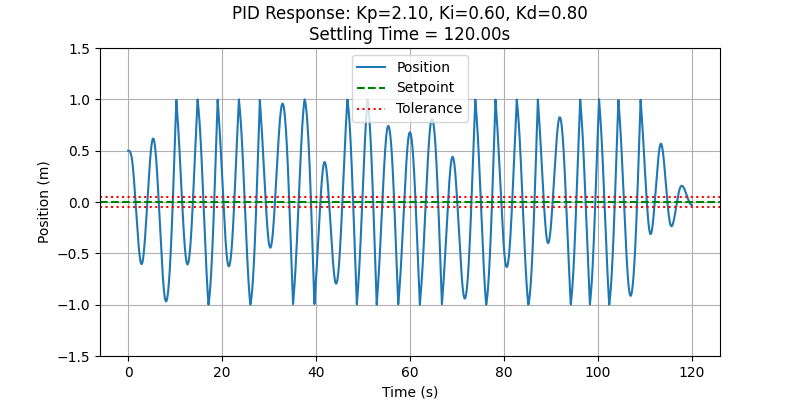 PID Response: Kp=2.10, Ki=0.60, Kd=0.80
Settling Time = 120.00s
Position
Setpoint
Tolerance
1.5
1.0
0.5
0.0
−0.5
−1.0
−1.5
Position (m)
0 20 40 60 80 100 120
Time (s)